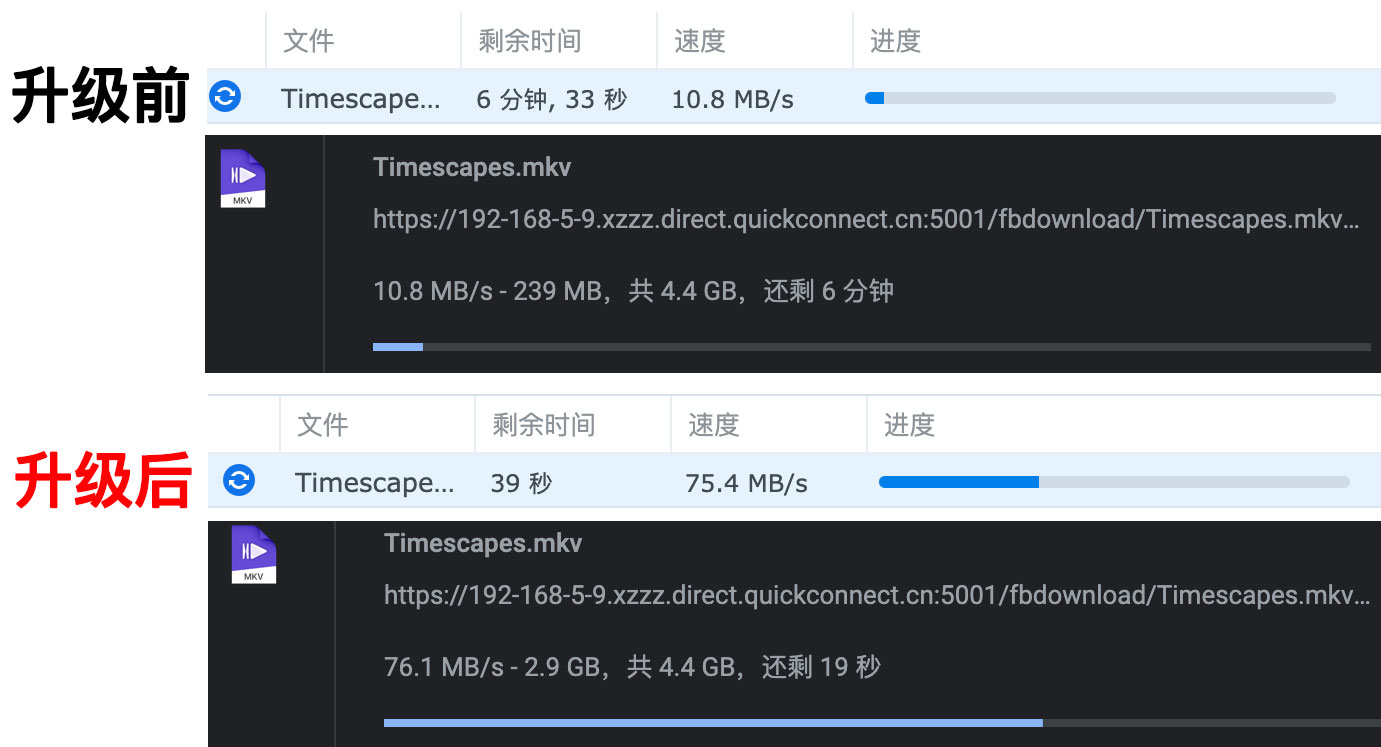 文件 剩余时间 速度 进度
升级前
Timescape... 6 分钟, 33 秒 10.8 MB/s
Timescapes.mkv
MKV
https://192-168-5-9.xzzz.direct.quickconnect.cn:5001/fbdownload/Timescapes.mkv...
10.8 MB/s - 239 MB，共 4.4 GB，还剩 6 分钟
文件 剩余时间 速度 进度
升级后
Timescape... 39 秒 75.4 MB/s
Timescapes.mkv
MKV
https://192-168-5-9.xzzz.direct.quickconnect.cn:5001/fbdownload/Timescapes.mkv...
76.1 MB/s - 2.9 GB，共 4.4 GB，还剩 19 秒